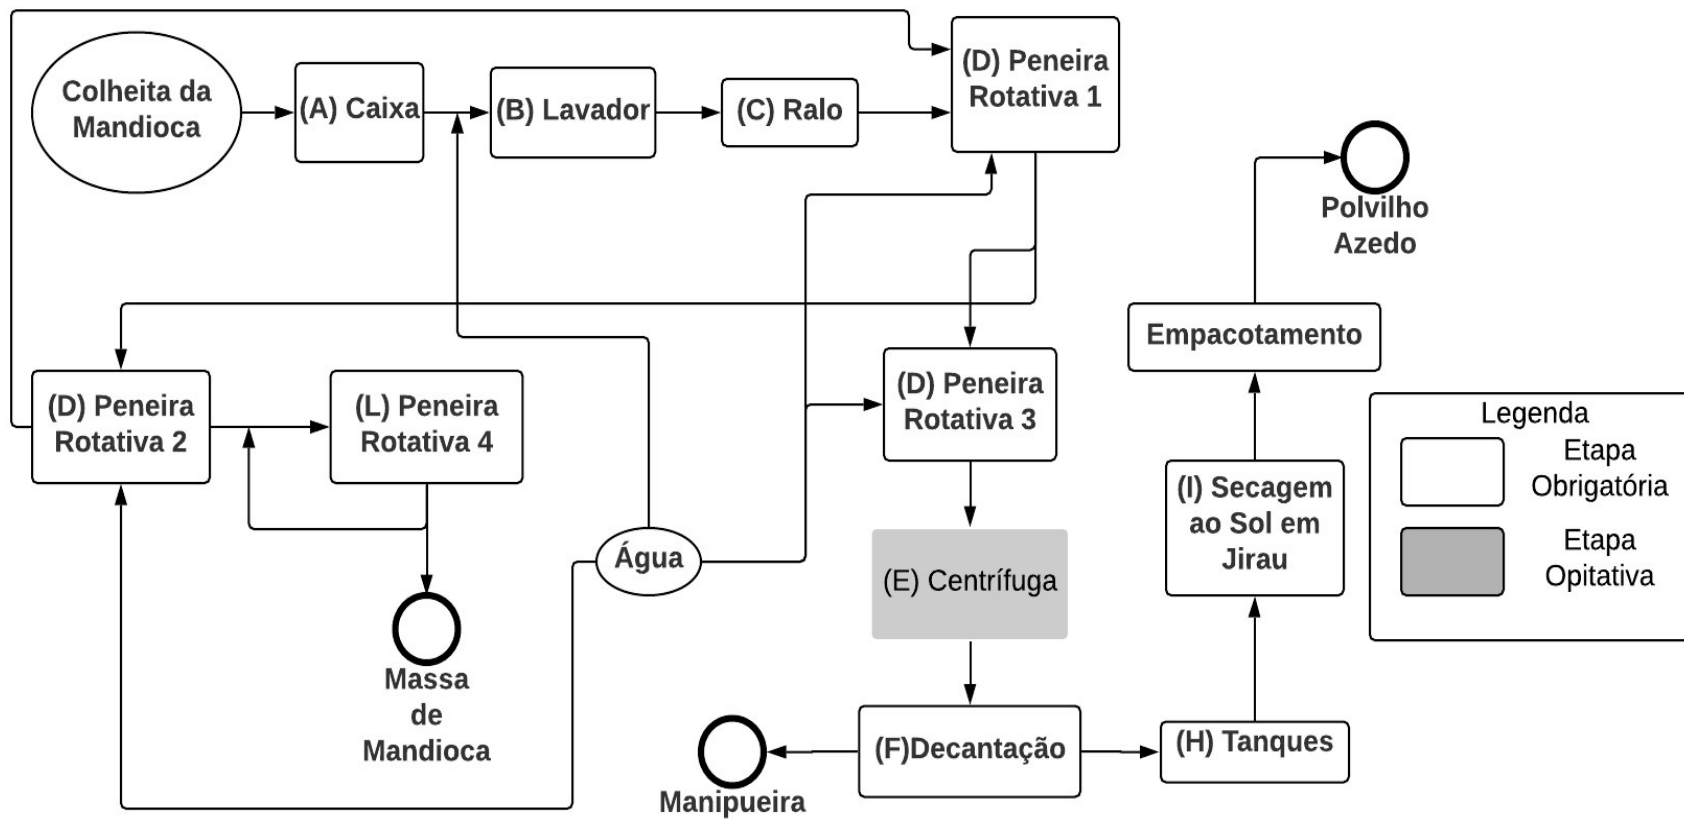 Colheita da
Mandioca
(A) Caixa
(B) Lavador
(C) Ralo
(D) Peneira
Rotativa 1
Polvilho
Azedo
Empacotamento
(D) Peneira
Rotativa 2
(L) Peneira
Rotativa 4
(D) Peneira
Rotativa 3
Legenda
Etapa
Obrigatória
Etapa
Opitativa
(I) Secagem
ao Sol em
Jirau
Água
(E) Centrífuga
Massa
de
Mandioca
Manipueira
(F)Decantação
(H) Tanques